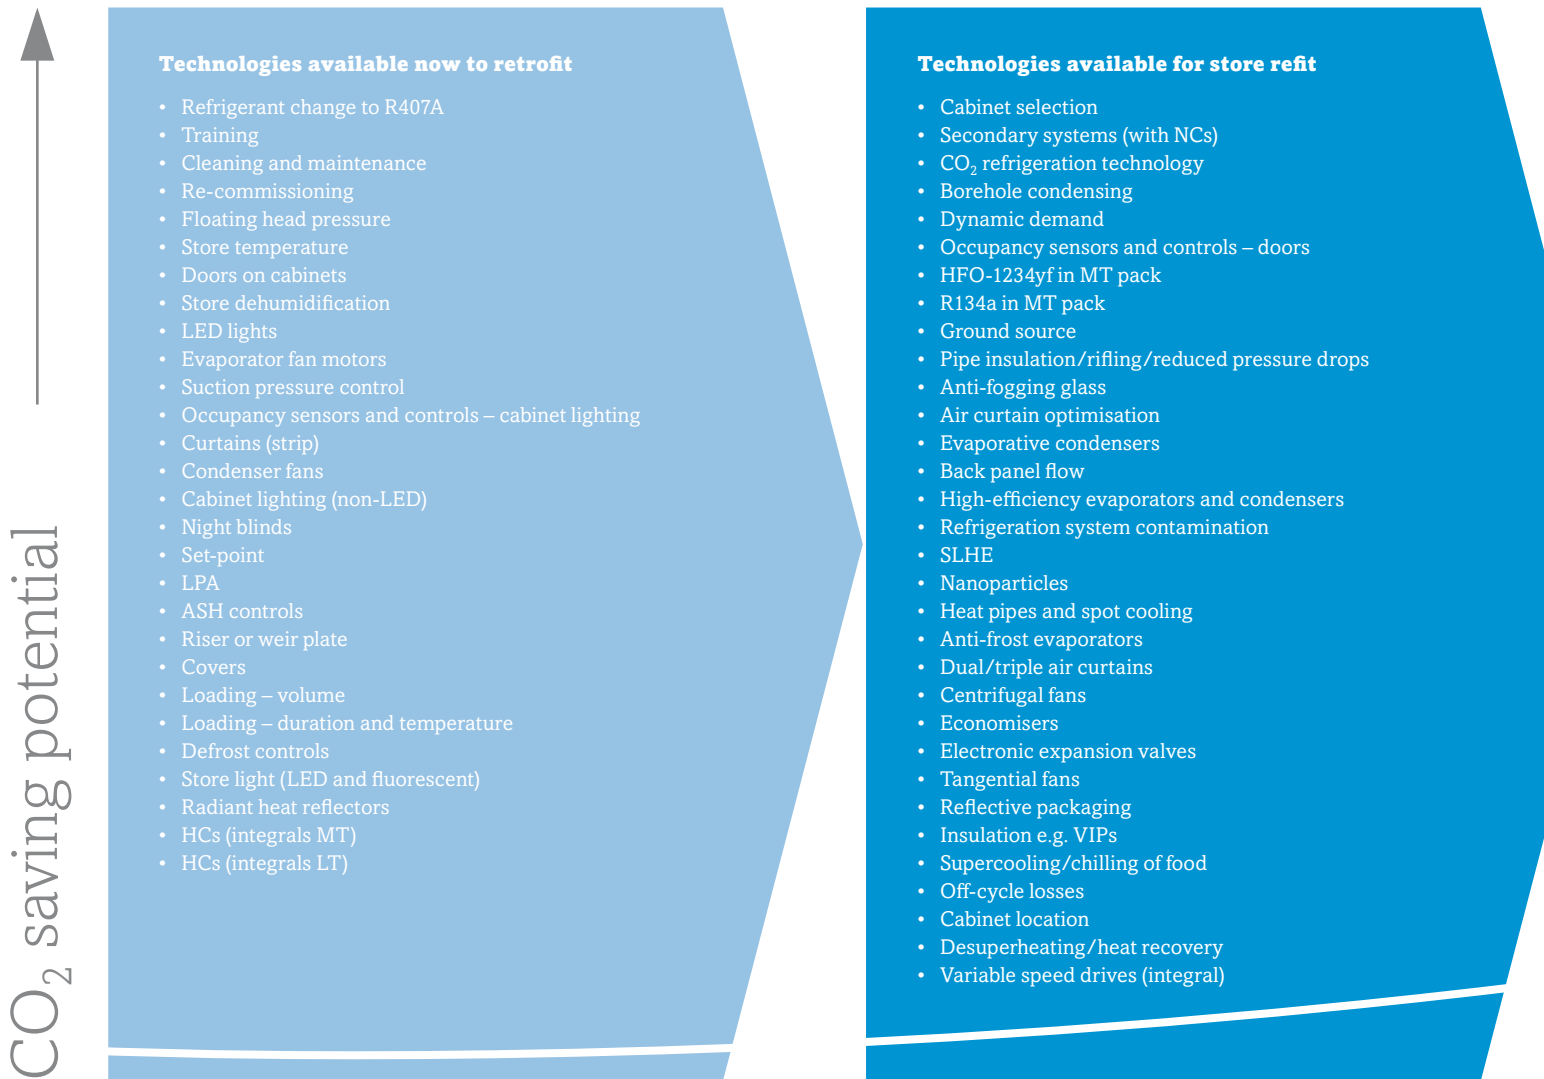 CO₂ saving potential
Technologies available now to retrofit
• Refrigerant change to R407A
• Training
• Cleaning and maintenance
• Re-commissioning
• Floating head pressure
• Store temperature
• Doors on cabinets
• Store dehumidification
• LED lights
• Evaporator fan motors
• Suction pressure control
• Occupancy sensors and controls – cabinet lighting
• Curtains (strip)
• Condenser fans
• Cabinet lighting (non-LED)
• Night blinds
• Set-point
• LPA
• ASH controls
• Riser or weir plate
• Covers
• Loading – volume
• Loading – duration and temperature
• Defrost controls
• Store light (LED and fluorescent)
• Radiant heat reflectors
• HCs (integrals MT)
• HCs (integrals LT)
Technologies available for store refit
• Cabinet selection
• Secondary systems (with NCs)
• CO₂ refrigeration technology
• Borehole condensing
• Dynamic demand
• Occupancy sensors and controls – doors
• HFO-1234yf in MT pack
• R134a in MT pack
• Ground source
• Pipe insulation/rifling/reduced pressure drops
• Anti-fogging glass
• Air curtain optimisation
• Evaporative condensers
• Back panel flow
• High-efficiency evaporators and condensers
• Refrigeration system contamination
• SLHE
• Nanoparticles
• Heat pipes and spot cooling
• Anti-frost evaporators
• Dual/triple air curtains
• Centrifugal fans
• Economisers
• Electronic expansion valves
• Tangential fans
• Reflective packaging
• Insulation e.g. VIPs
• Supercooling/chilling of food
• Off-cycle losses
• Cabinet location
• Desuperheating/heat recovery
• Variable speed drives (integral)